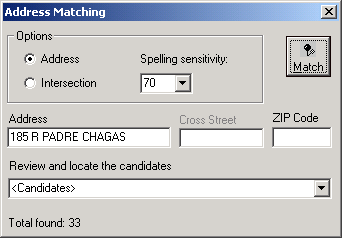 Address Matching
Options
Address
Spelling sensitivity:
Intersection
70
Match
Address
Cross Street
ZIP Code
185 R PADRE CHAGAS
Review and locate the candidates
<Candidates>
Total found: 33